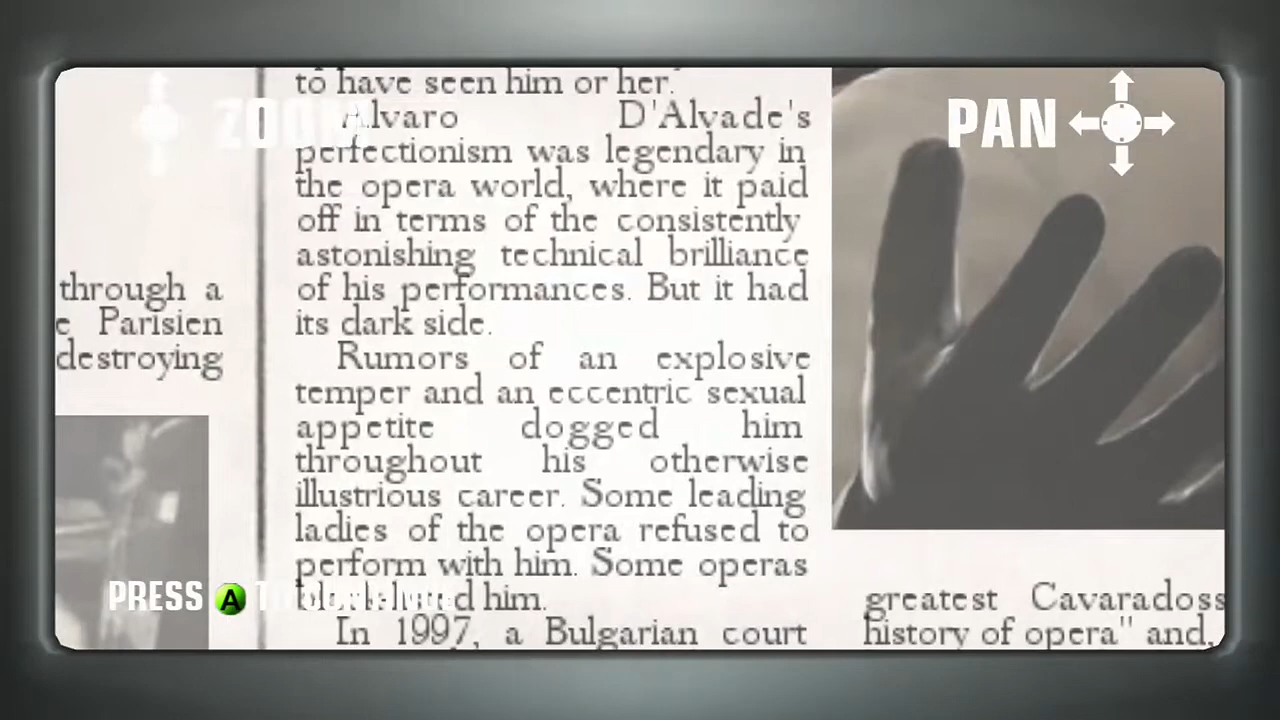 ZOOM
PAN
through a
e Parisien
destroying
to have seen him or her.
Alvaro D'Alvade's
perfectionism was legendary in
the opera world, where it paid
off in terms of the consistently
astonishing technical brilliance
of his performances. But it had
its dark side.
Rumors of an explosive
temper and an eccentric sexual
appetite dogged him
throughout his otherwise
illustrious career. Some leading
ladies of the opera refused to
perform with him. Some operas
him.
In 1997, a Bulgarian court
greatest Cavaradoss
history of opera" and,
PRESS A TO CONTINUE